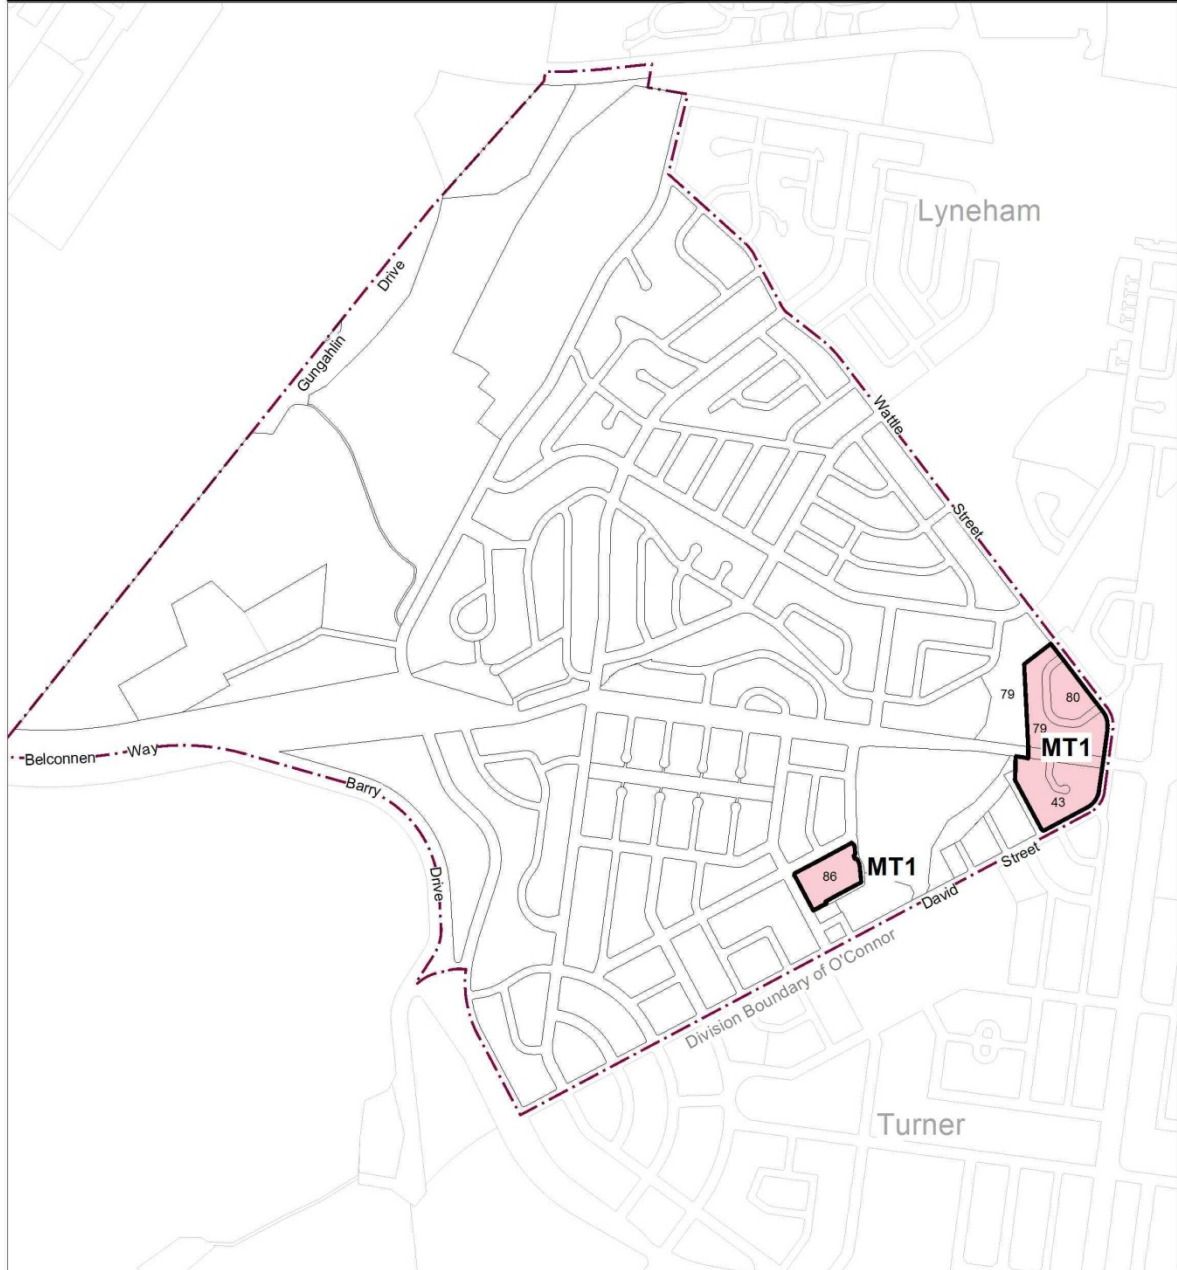 Lyneham
Drive
Gungahlin
Wattle
Street
79
80
79
MT1
43
Belconnen Way
Barry
Drive
86
MT1
Street
David
Division Boundary of O'Connor
Turner